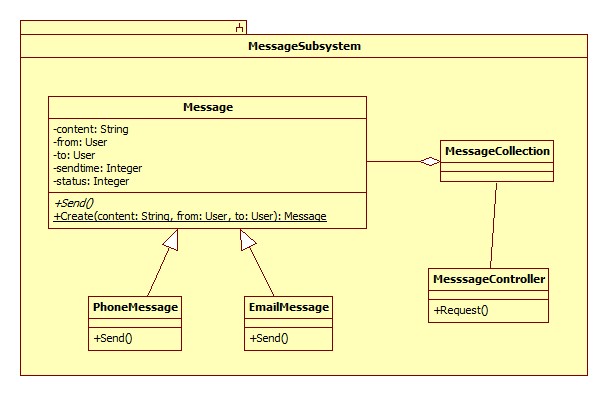 MessageSubsystem
Message
-content: String
-from: User
-to: User
-sendtime: Integer
-status: Integer
+Send()
+Create(content: String, from: User, to: User): Message
MessageCollection
MesssageController
+Request()
PhoneMessage
+Send()
EmailMessage
+Send()